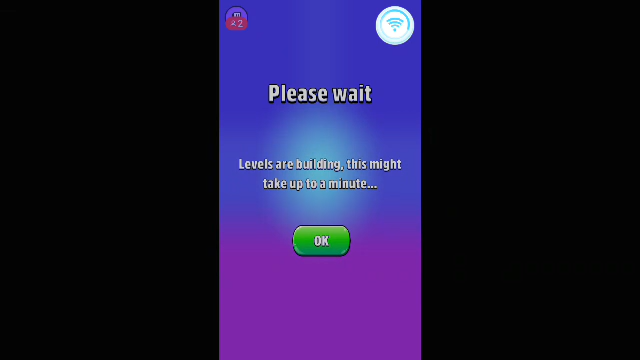 Please wait
Levels are building, this might
take up to a minute...
OK